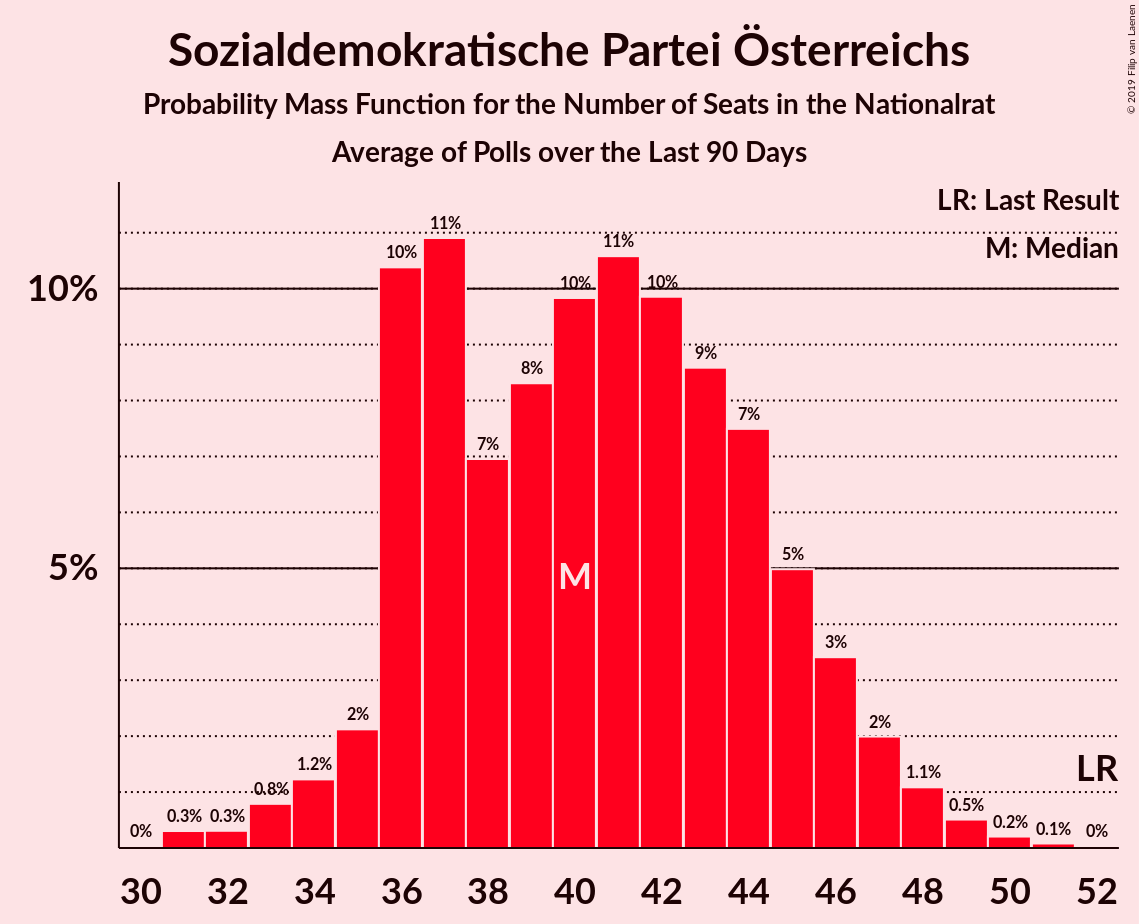 Sozialdemokratische Partei Österreichs
Probability Mass Function for the Number of Seats in the Nationalrat
Average of Polls over the Last 90 Days
© 2019 Filip van Laenen
LR: Last Result
M: Median
10%
5%
0%
0.3%
0.3%
0.8%
1.2%
2%
10%
11%
7%
8%
10%
11%
10%
9%
7%
5%
3%
2%
1.1%
0.5%
0.2%
0.1%
0%
M
LR
30 32 34 36 38 40 42 44 46 48 50 52